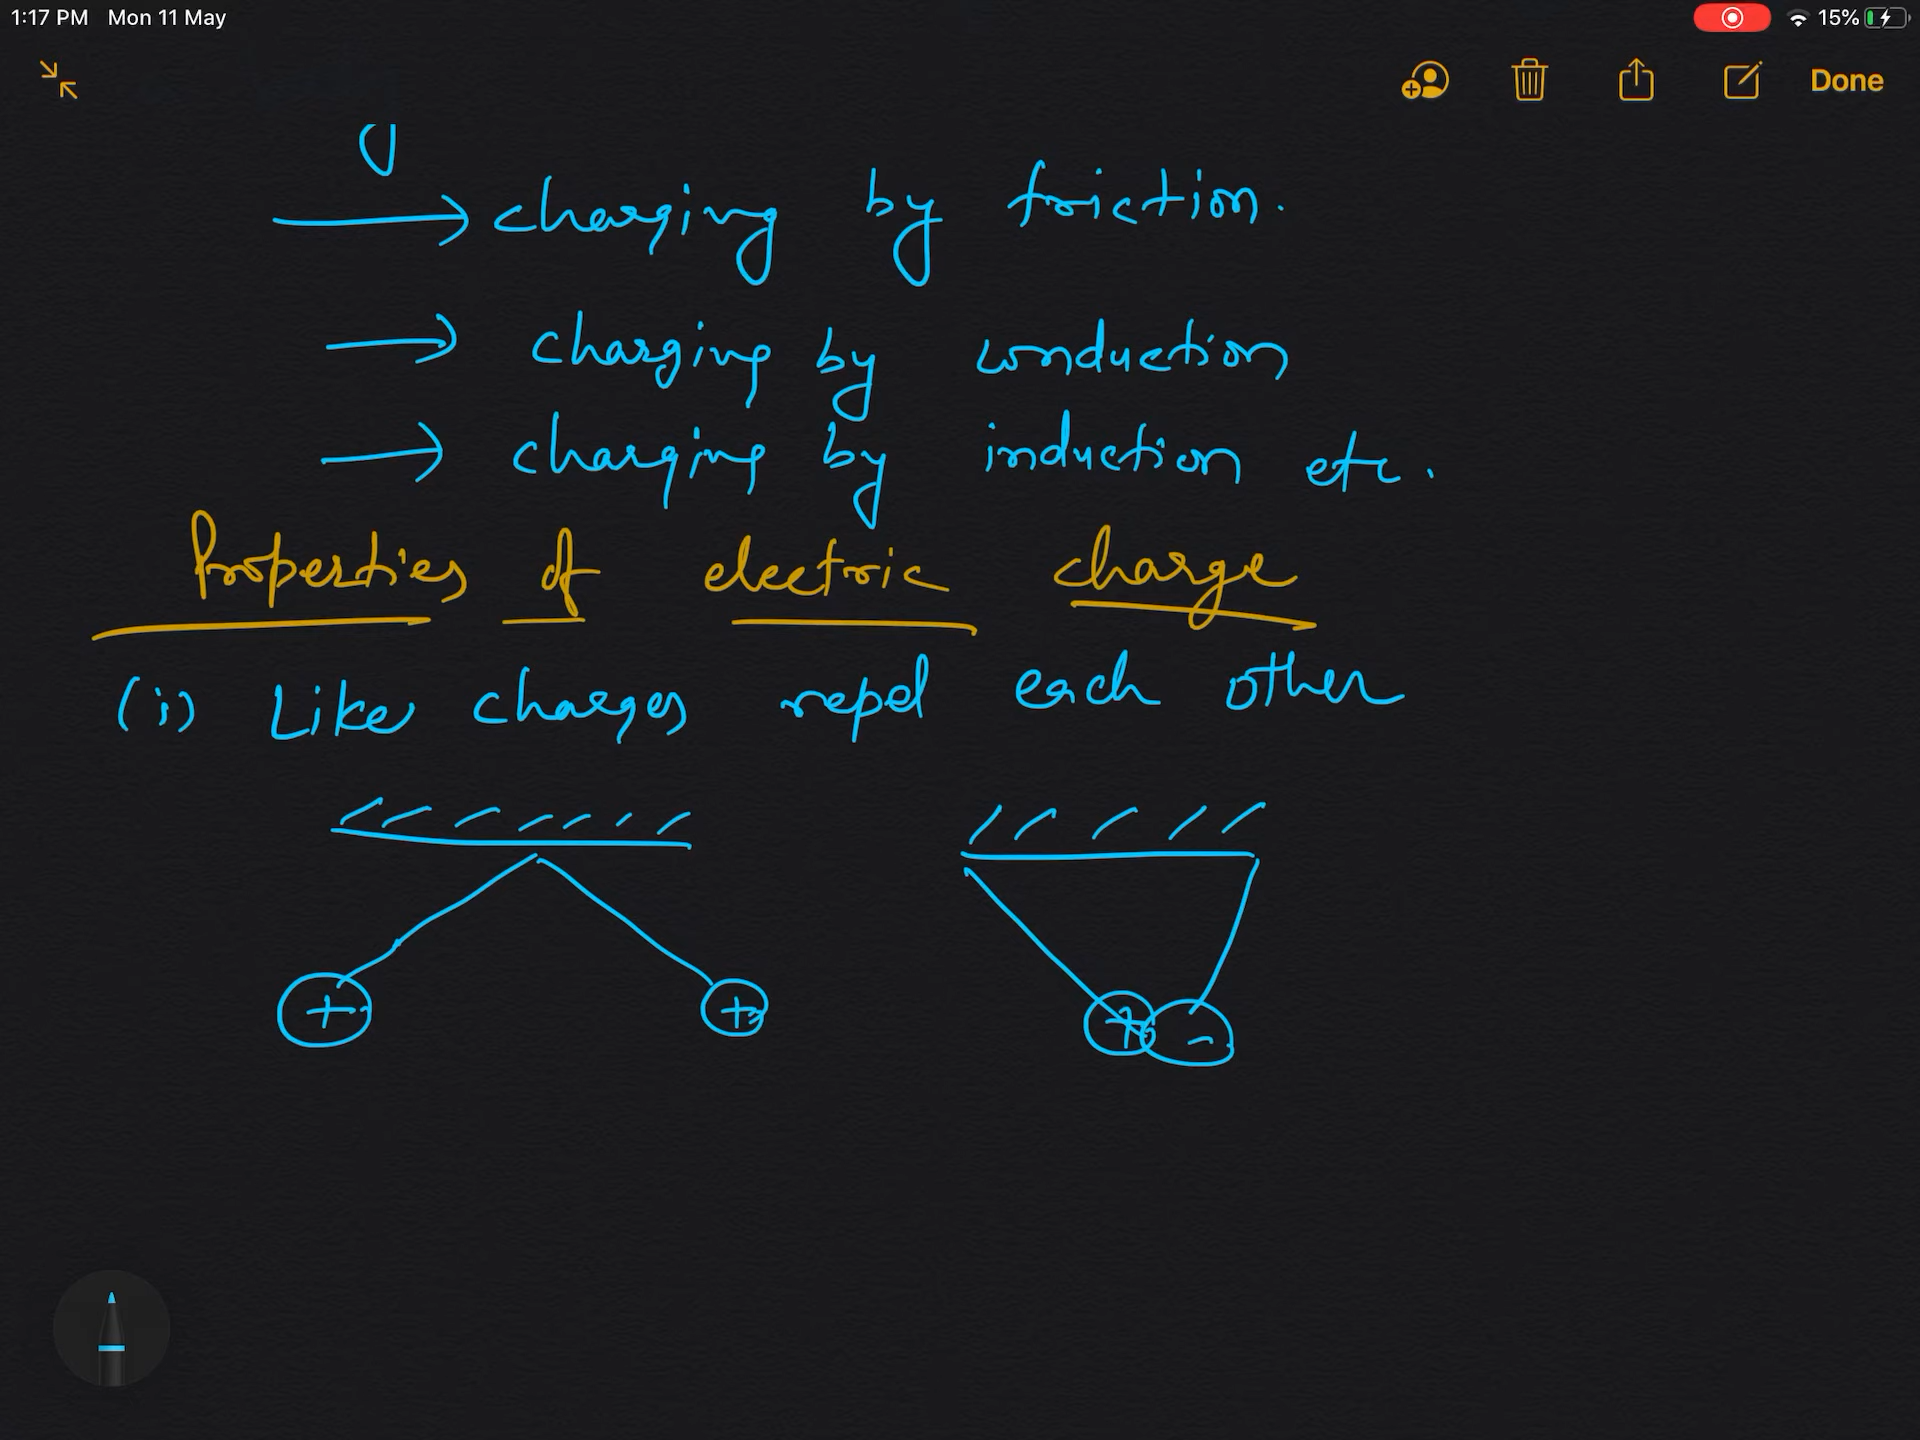 1:17 PM Mon 11 May 15%
Done
→ charging by friction.
→ charging by conduction
→ charging by induction etc.
Properties of electric charge
(i) Like charges repel each other
+ + + -